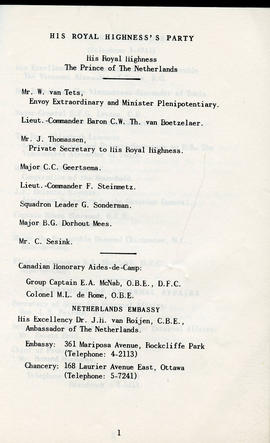 HIS ROYAL HIGHNESS'S PARTY
His Royal Highness
The Prince of The Netherlands
Mr. W. van Tets,
Envoy Extraordinary and Minister Plenipotentiary.
Lieut.-Commander Baron C.W. Th. van Boetzelaer.
Mr. J. Thomassen,
Private Secretary to His Royal Highness.
Major C.C. Geertsema.
Lieut.-Commander F. Steinmetz.
Squadron Leader G. Sonderman.
Major B.G. Dorhout Mees.
Mr. C. Sesink.
Canadian Honorary Aides-de-Camp:
Group Captain E.A. McNab, O.B.E., D.F.C.
Colonel M.L. de Rome, O.B.E.
NETHERLANDS EMBASSY
His Excellency Dr. J.H. van Roijen, C.B.E.,
Ambassador of The Netherlands.
Embassy: 361 Mariposa Avenue, Rockcliffe Park
(Telephone: 4-2113)
Chancery: 168 Laurier Avenue East, Ottawa
(Telephone: 5-7241)
1